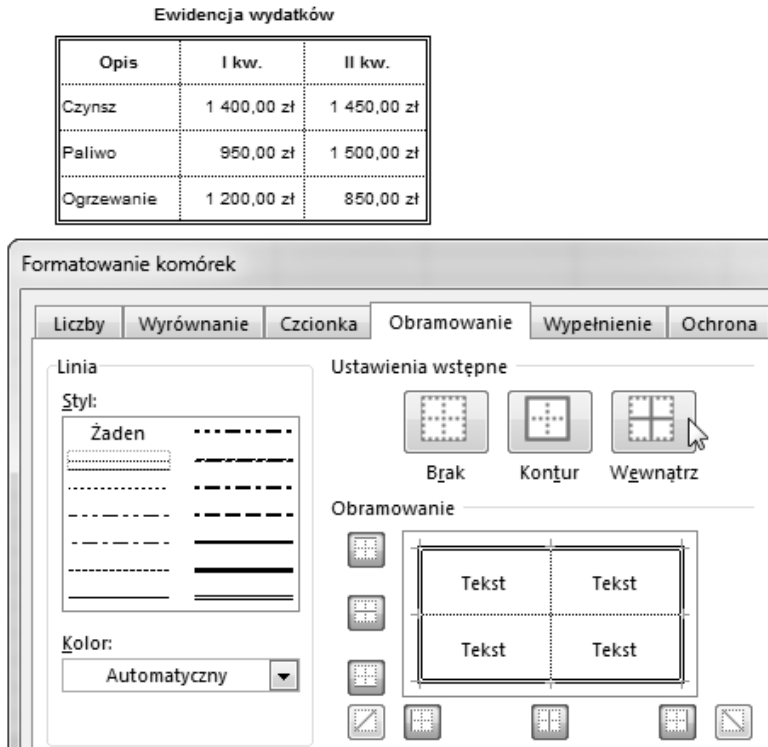 Ewidencja wydatków
Opis I kw. II kw.
Czynsz 1 400,00 zł 1 450,00 zł
Paliwo 950,00 zł 1 500,00 zł
Ogrzewanie 1 200,00 zł 850,00 zł
Formatowanie komórek
Liczby Wyrównanie Czcionka Obramowanie Wypełnienie Ochrona
Linia
Styl:
Żaden
Kolor:
Automatyczny
Ustawienia wstępne
Brak Kontur Wewnątrz
Obramowanie
Tekst Tekst
Tekst Tekst